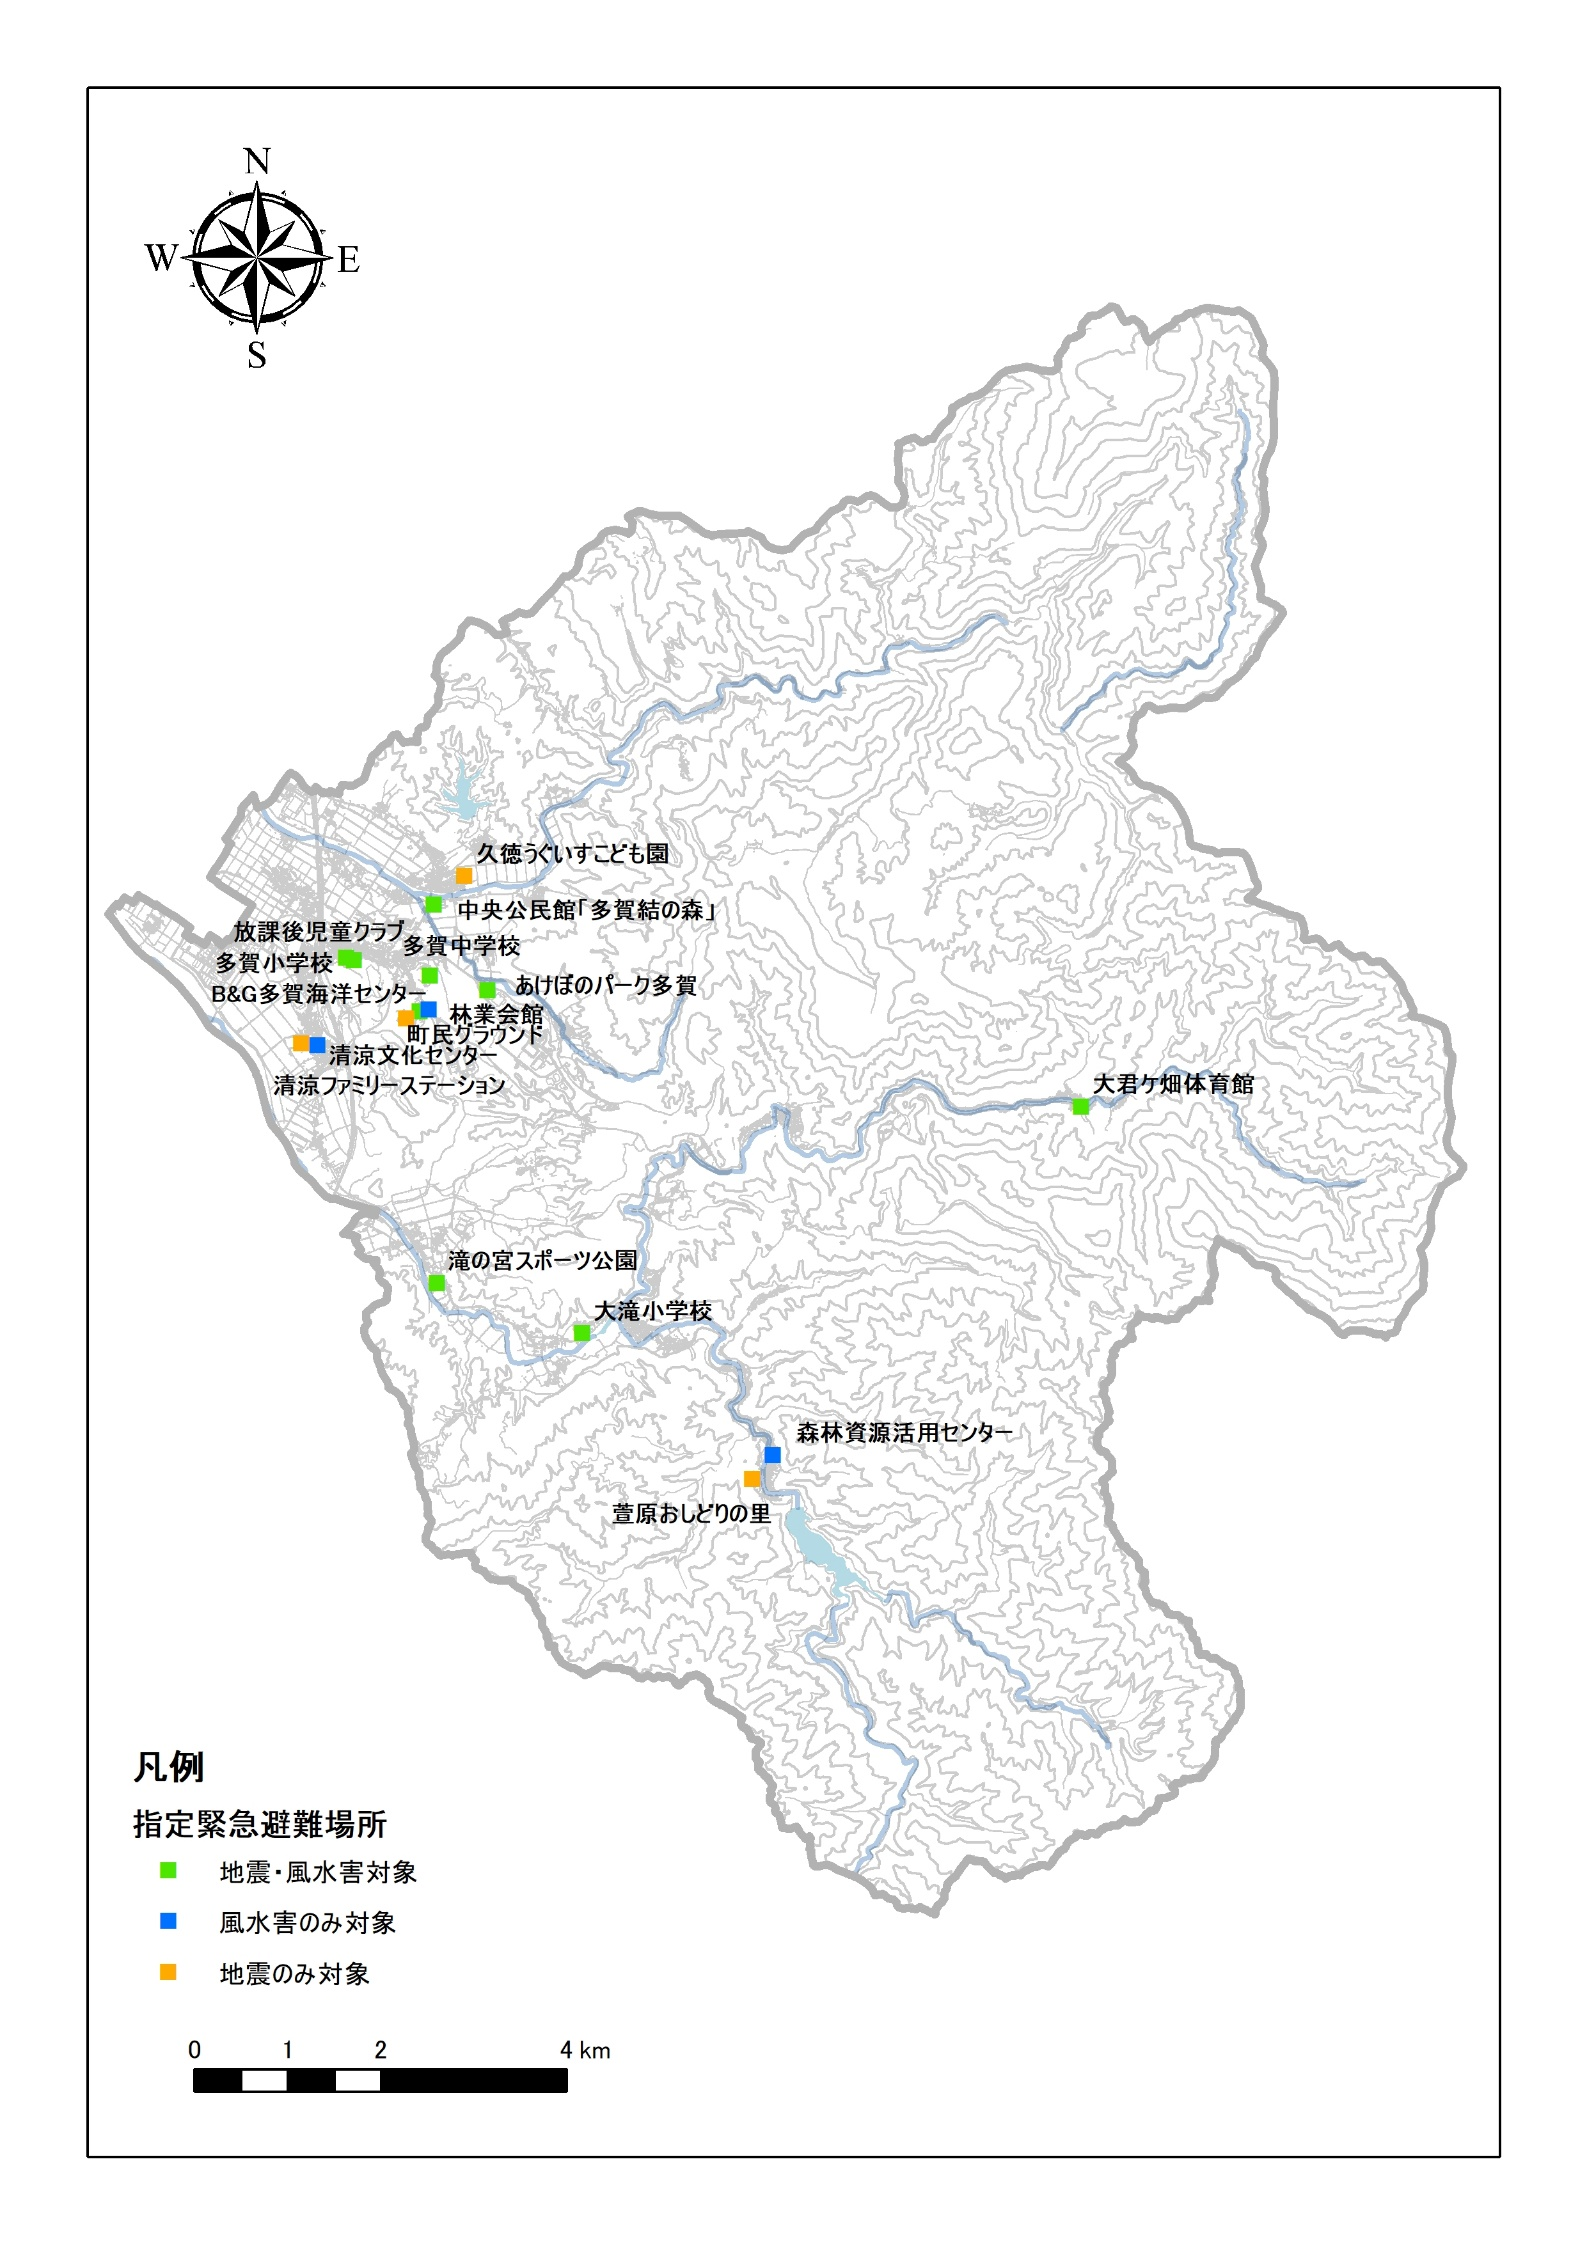 N
W
E
S
久徳うぐいすこども園
中央公民館「多賀結の森」
放課後児童クラブ
多賀中学校
多賀小学校
あけぼのパーク多賀
B&G多賀海洋センター
林業会館
町民グラウンド
清涼文化センター
清涼ファミリーステーション
大君ケ畑体育館
滝の宮スポーツ公園
大滝小学校
森林資源活用センター
萱原おしどりの里
凡例
指定緊急避難場所
地震・風水害対象
風水害のみ対象
地震のみ対象
0 1 2 4 km